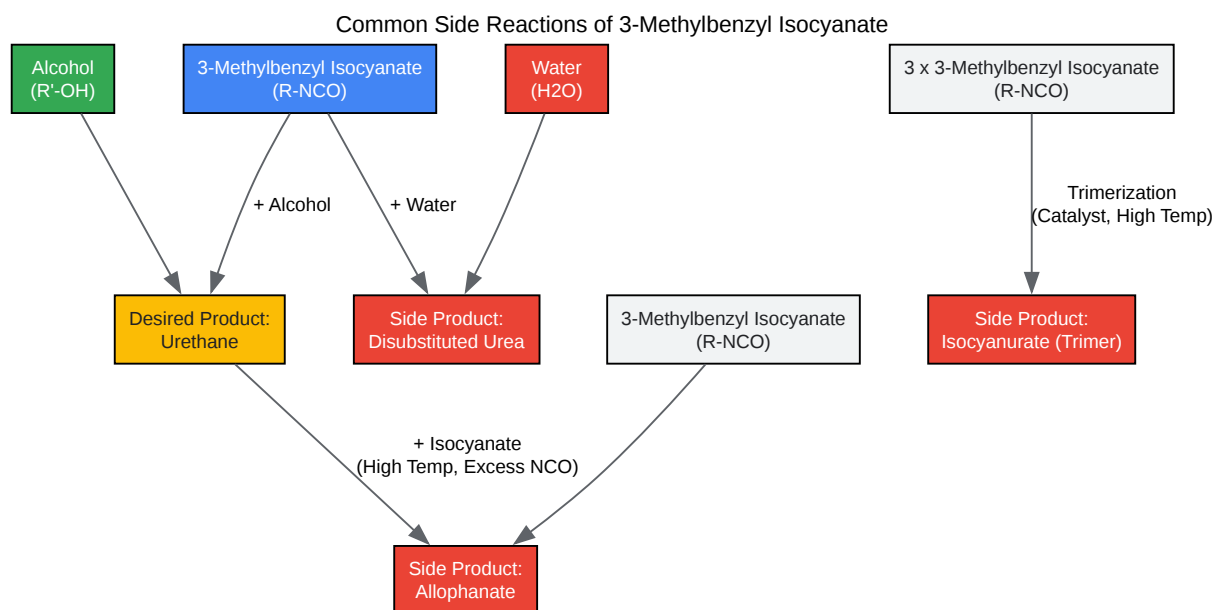 Common Side Reactions of 3-Methylbenzyl Isocyanate
Alcohol
(R'-OH)
3-Methylbenzyl Isocyanate
(R-NCO)
Water
(H2O)
3 x 3-Methylbenzyl Isocyanate
(R-NCO)
+ Alcohol
+ Water
Trimerization
(Catalyst, High Temp)
Desired Product:
Urethane
Side Product:
Disubstituted Urea
3-Methylbenzyl Isocyanate
(R-NCO)
Side Product:
Isocyanurate (Trimer)
+ Isocyanate
(High Temp, Excess NCO)
Side Product:
Allophanate